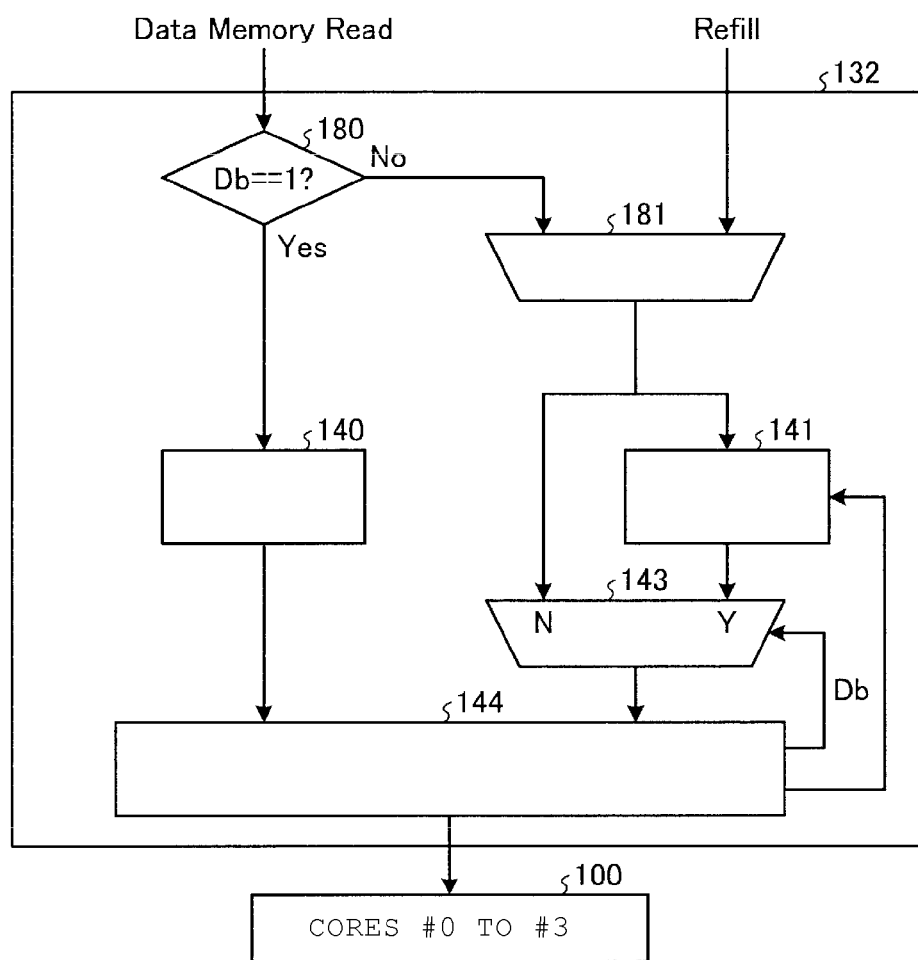 Data Memory Read
Refill
132
180
Db==1?
No
Yes
181
140
141
143
N
Y
Db
144
100
CORES #0 TO #3